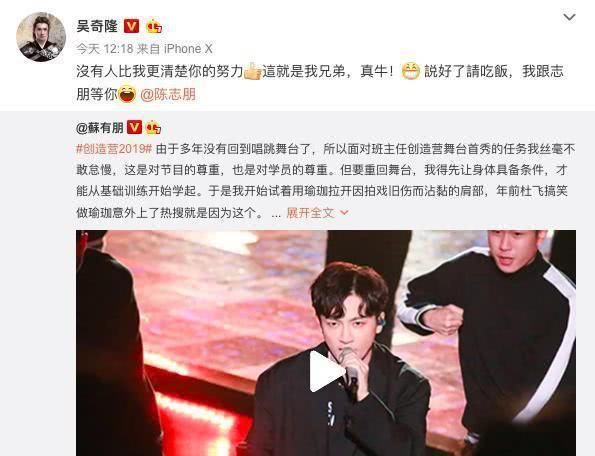 吴奇隆
今天 12:18 来自 iPhone X
沒有人比我更清楚你的努力👍這就是我兄弟，真牛！😁説好了請吃飯，我跟志
朋等你😄 @陈志朋
@蘇有朋
#创造营2019# 由于多年没有回到唱跳舞台了，所以面对班主任创造营舞台首秀的任务我丝毫不
敢怠慢，这是对节目的尊重，也是对学员的尊重。但要重回舞台，我得先让身体具备条件，才
能从基础训练开始学起。于是我开始试着用瑜珈拉开因拍戏旧伤而沾黏的肩部，年前杜飞搞笑
做瑜珈意外上了热搜就是因为这个。 ... 展开全文